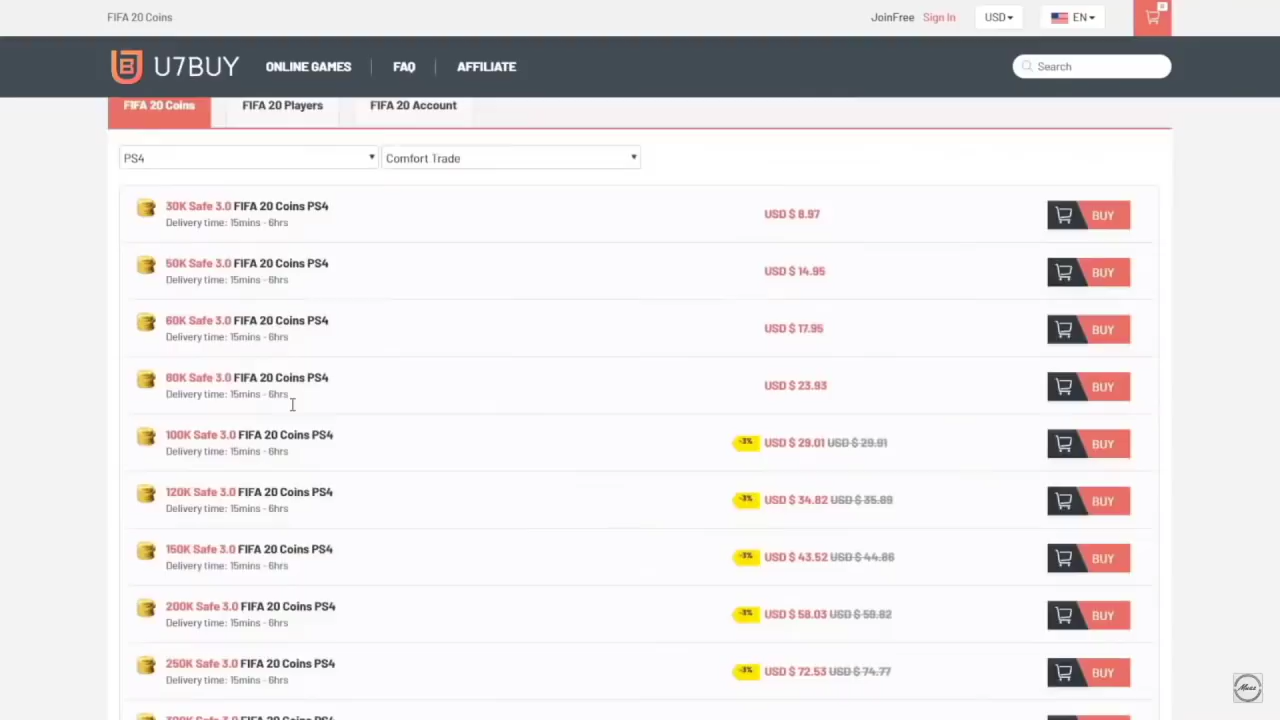 FIFA 20 Coins
JoinFree Sign In USD EN 0
U7BUY ONLINE GAMES FAQ AFFILIATE Search
FIFA 20 Coins FIFA 20 Players FIFA 20 Account
PS4 Comfort Trade
30K Safe 3.0 FIFA 20 Coins PS4
Delivery time: 15mins - 6hrs
USD $ 8.97
BUY
50K Safe 3.0 FIFA 20 Coins PS4
Delivery time: 15mins - 6hrs
USD $ 14.95
BUY
60K Safe 3.0 FIFA 20 Coins PS4
Delivery time: 15mins - 6hrs
USD $ 17.95
BUY
80K Safe 3.0 FIFA 20 Coins PS4
Delivery time: 15mins - 6hrs
USD $ 23.93
BUY
100K Safe 3.0 FIFA 20 Coins PS4
Delivery time: 15mins - 6hrs
-3% USD $ 29.01 USD $ 29.91
BUY
120K Safe 3.0 FIFA 20 Coins PS4
Delivery time: 15mins - 6hrs
-3% USD $ 34.82 USD $ 35.89
BUY
150K Safe 3.0 FIFA 20 Coins PS4
Delivery time: 15mins - 6hrs
-3% USD $ 43.52 USD $ 44.86
BUY
200K Safe 3.0 FIFA 20 Coins PS4
Delivery time: 15mins - 6hrs
-3% USD $ 58.03 USD $ 59.82
BUY
250K Safe 3.0 FIFA 20 Coins PS4
Delivery time: 15mins - 6hrs
-3% USD $ 72.53 USD $ 74.77
BUY